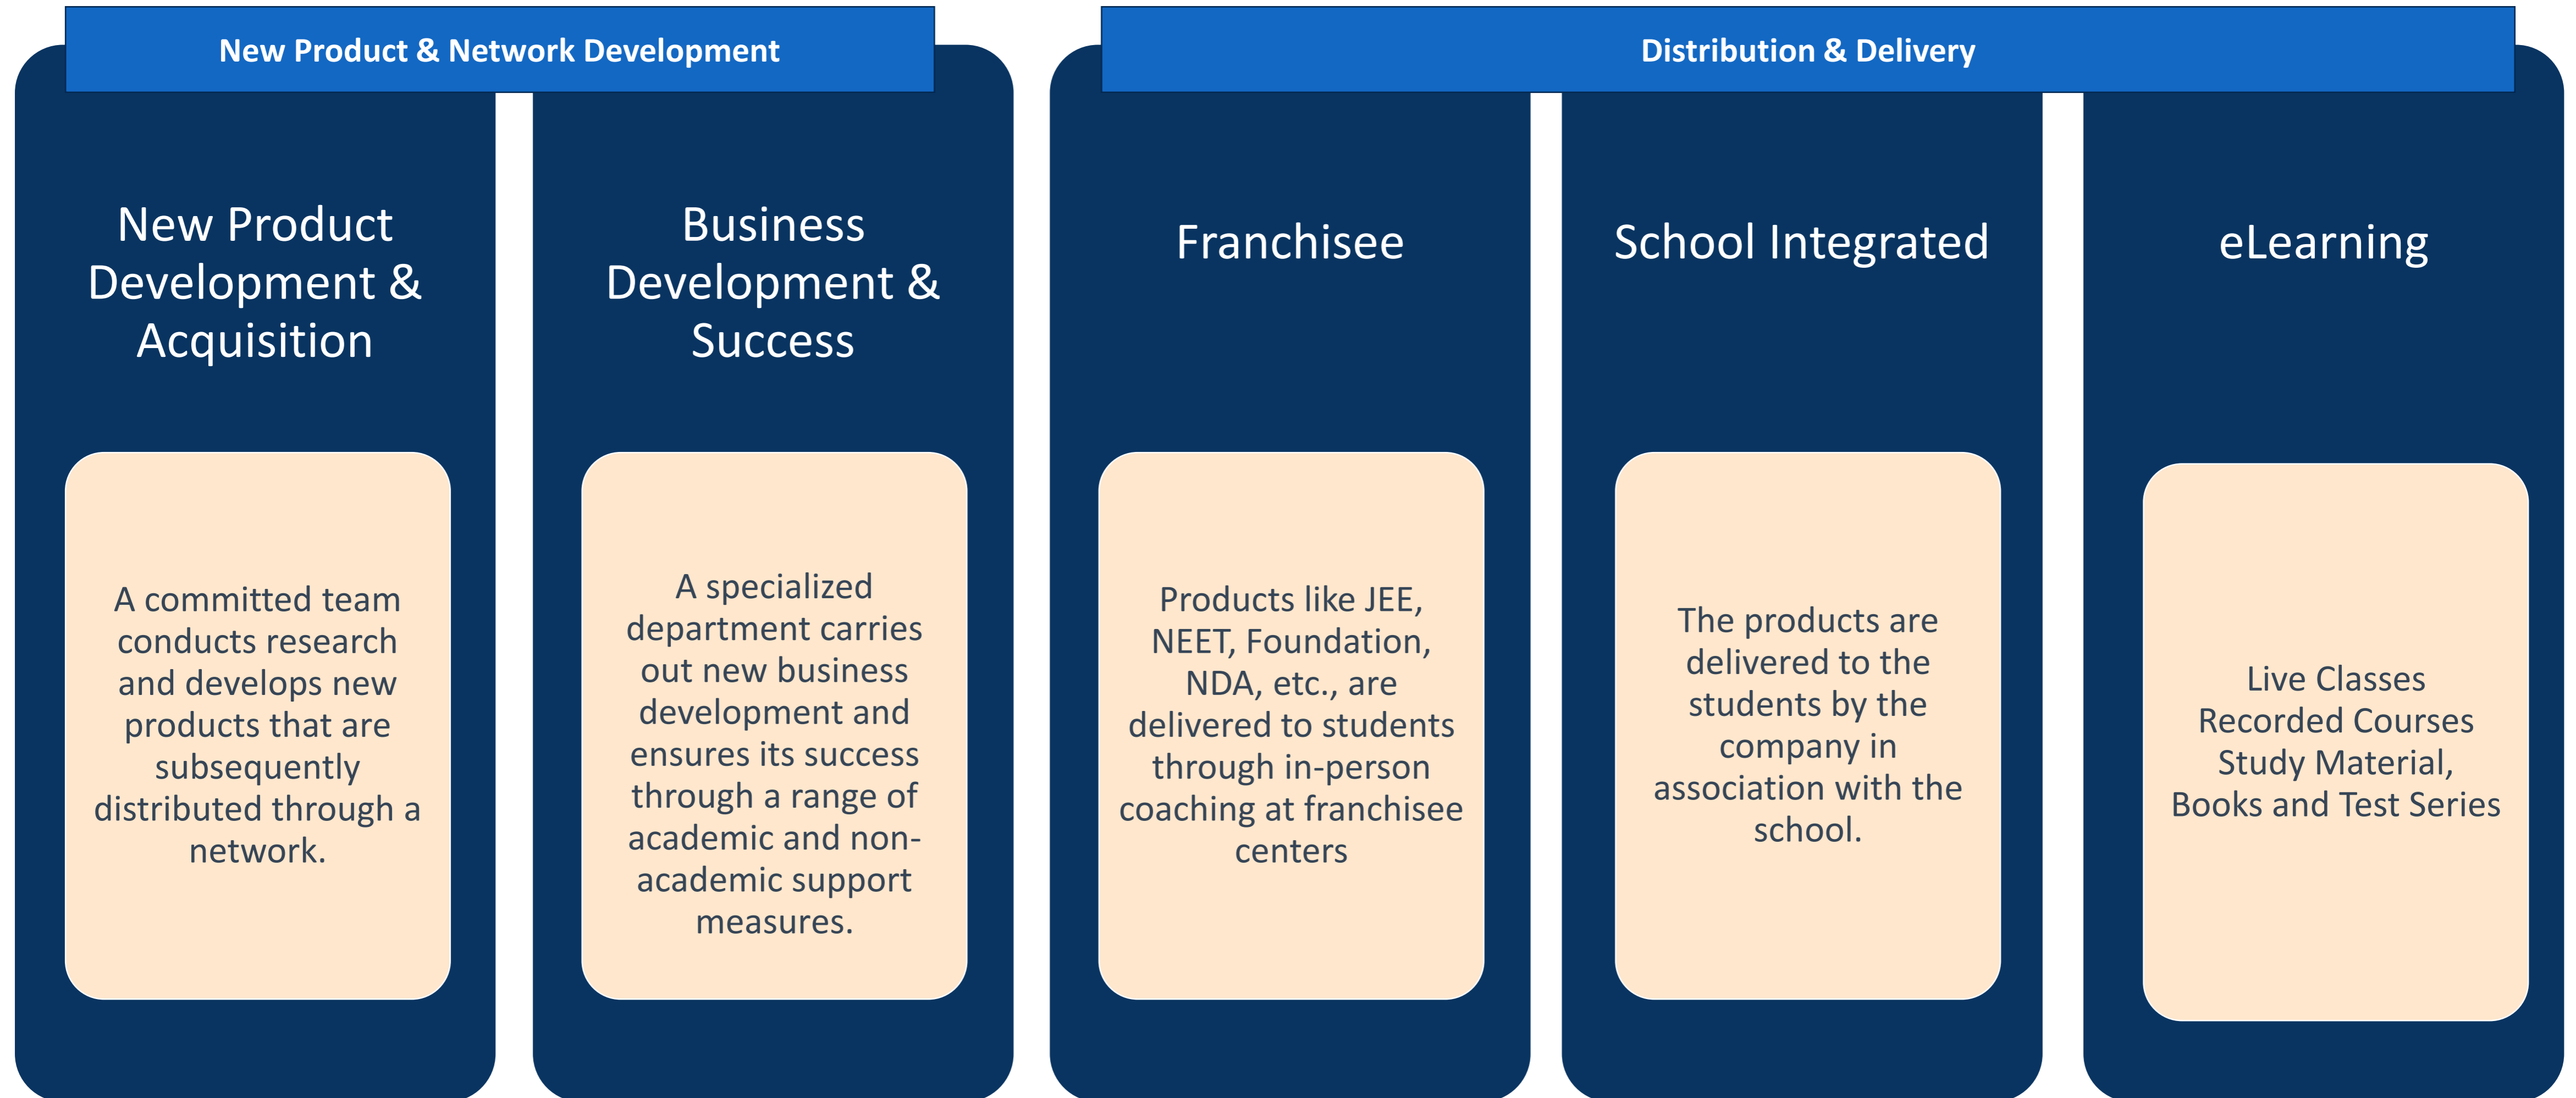 New Product & Network Development
Distribution & Delivery
New Product
Development &
Acquisition
A committed team
conducts research
and develops new
products that are
subsequently
distributed through a
network.
Business
Development &
Success
A specialized
department carries
out new business
development and
ensures its success
through a range of
academic and non-
academic support
measures.
Franchisee
Products like JEE,
NEET, Foundation,
NDA, etc., are
delivered to students
through in-person
coaching at franchisee
centers
School Integrated
The products are
delivered to the
students by the
company in
association with the
school.
eLearning
Live Classes
Recorded Courses
Study Material,
Books and Test Series